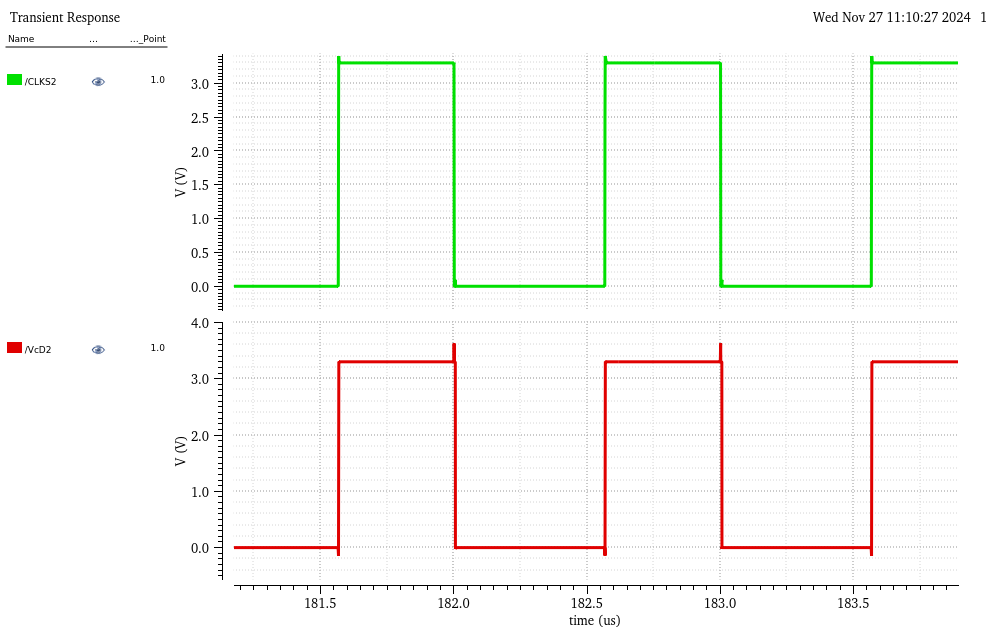 Transient Response
Wed Nov 27 11:10:27 2024 1
Name ... ..._Point
/CLKS2 1.0
3.0
2.5
2.0
1.5
1.0
0.5
0.0
V (V)
/VcD2 1.0
4.0
3.0
2.0
1.0
0.0
V (V)
181.5 182.0 182.5 183.0 183.5
time (us)